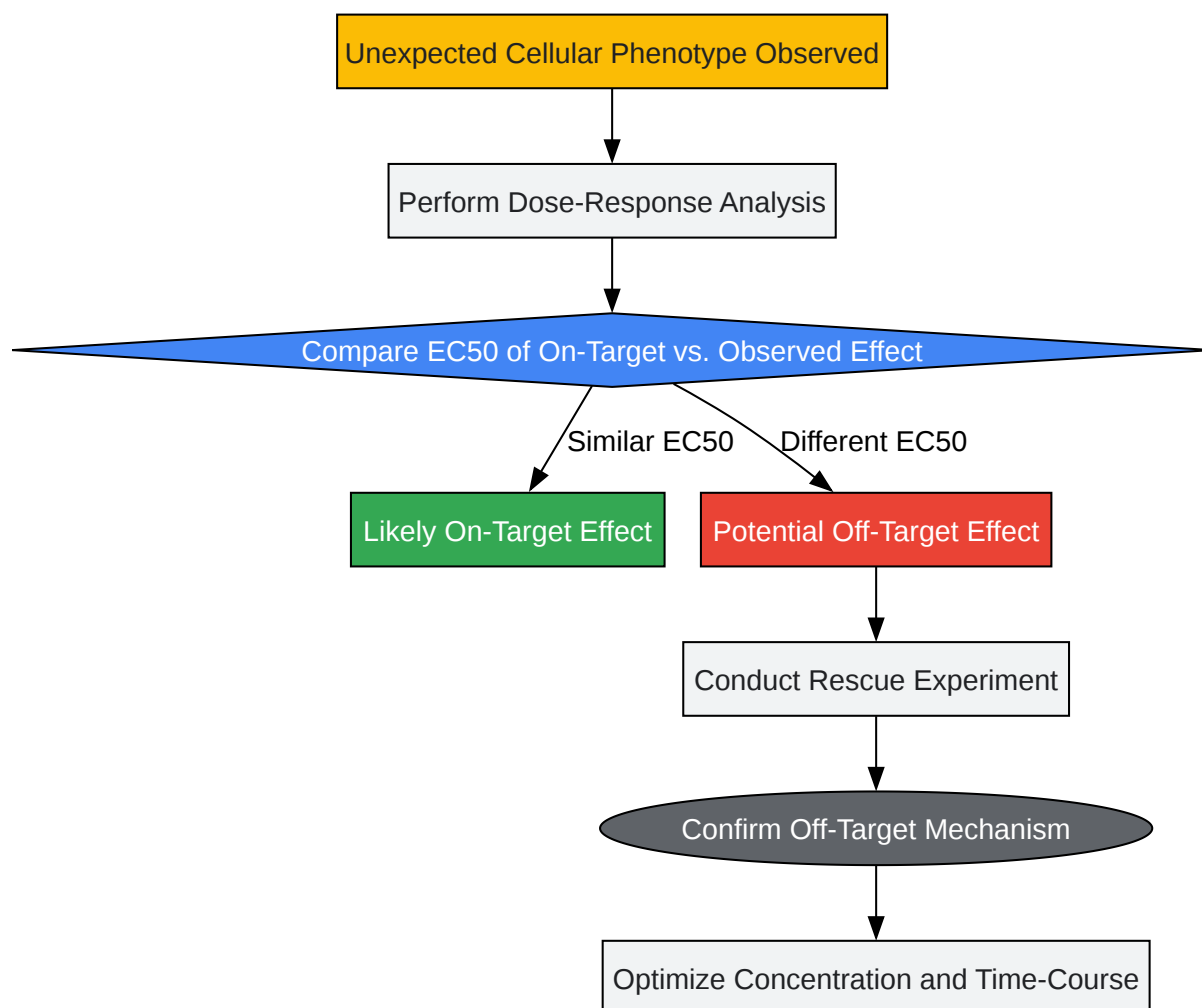 Unexpected Cellular Phenotype Observed
Perform Dose-Response Analysis
Compare EC50 of On-Target vs. Observed Effect
Similar EC50
Different EC50
Likely On-Target Effect
Potential Off-Target Effect
Conduct Rescue Experiment
Confirm Off-Target Mechanism
Optimize Concentration and Time-Course